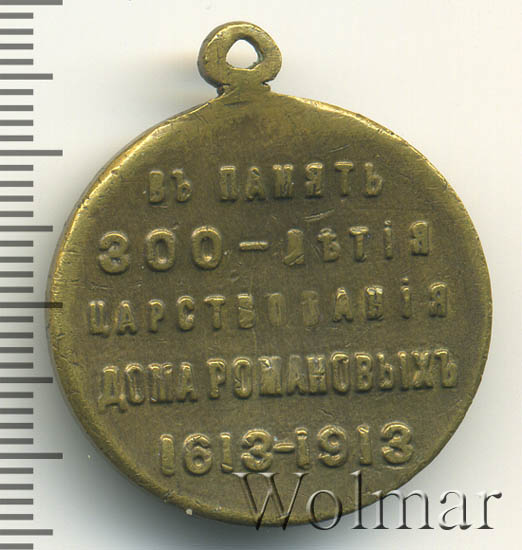 ВЪ ПАМЯТЬ
300-ЛѢТІЯ
ЦАРСТВОВАНІЯ
ДОМА РОМАНОВЫХЪ
1613-1913
Wolmar